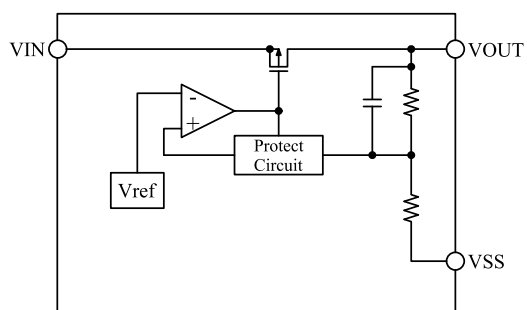 VIN
VOUT
-
+
Protect
Circuit
Vref
VSS